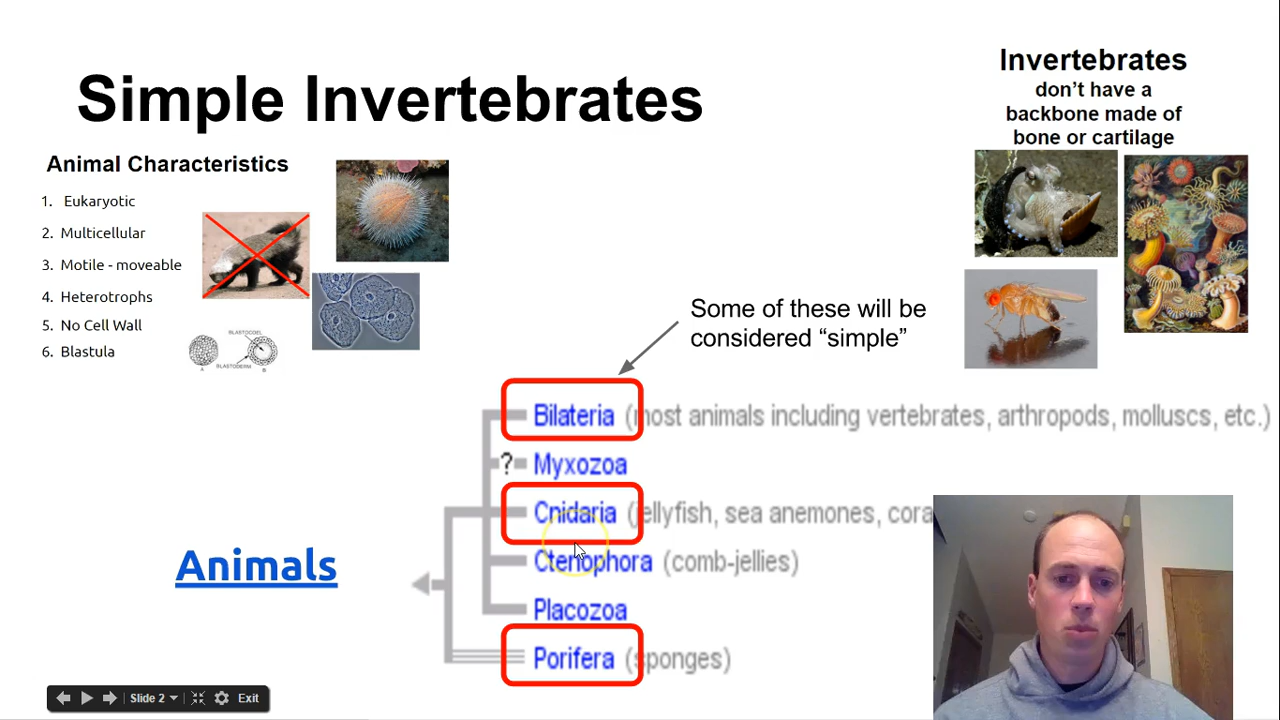 Simple Invertebrates
Invertebrates
don't have a
backbone made of
bone or cartilage
Animal Characteristics
1. Eukaryotic
2. Multicellular
3. Motile - moveable
4. Heterotrophs
5. No Cell Wall
6. Blastula
BLASTOCOEL
BLASTODERM
A
B
Some of these will be
considered “simple”
Bilateria (most animals including vertebrates, arthropods, molluscs, etc.)
? Myxozoa
Cnidaria (jellyfish, sea anemones, cora
Ctenophora (comb-jellies)
Placozoa
Porifera (sponges)
Animals
Slide 2
Exit